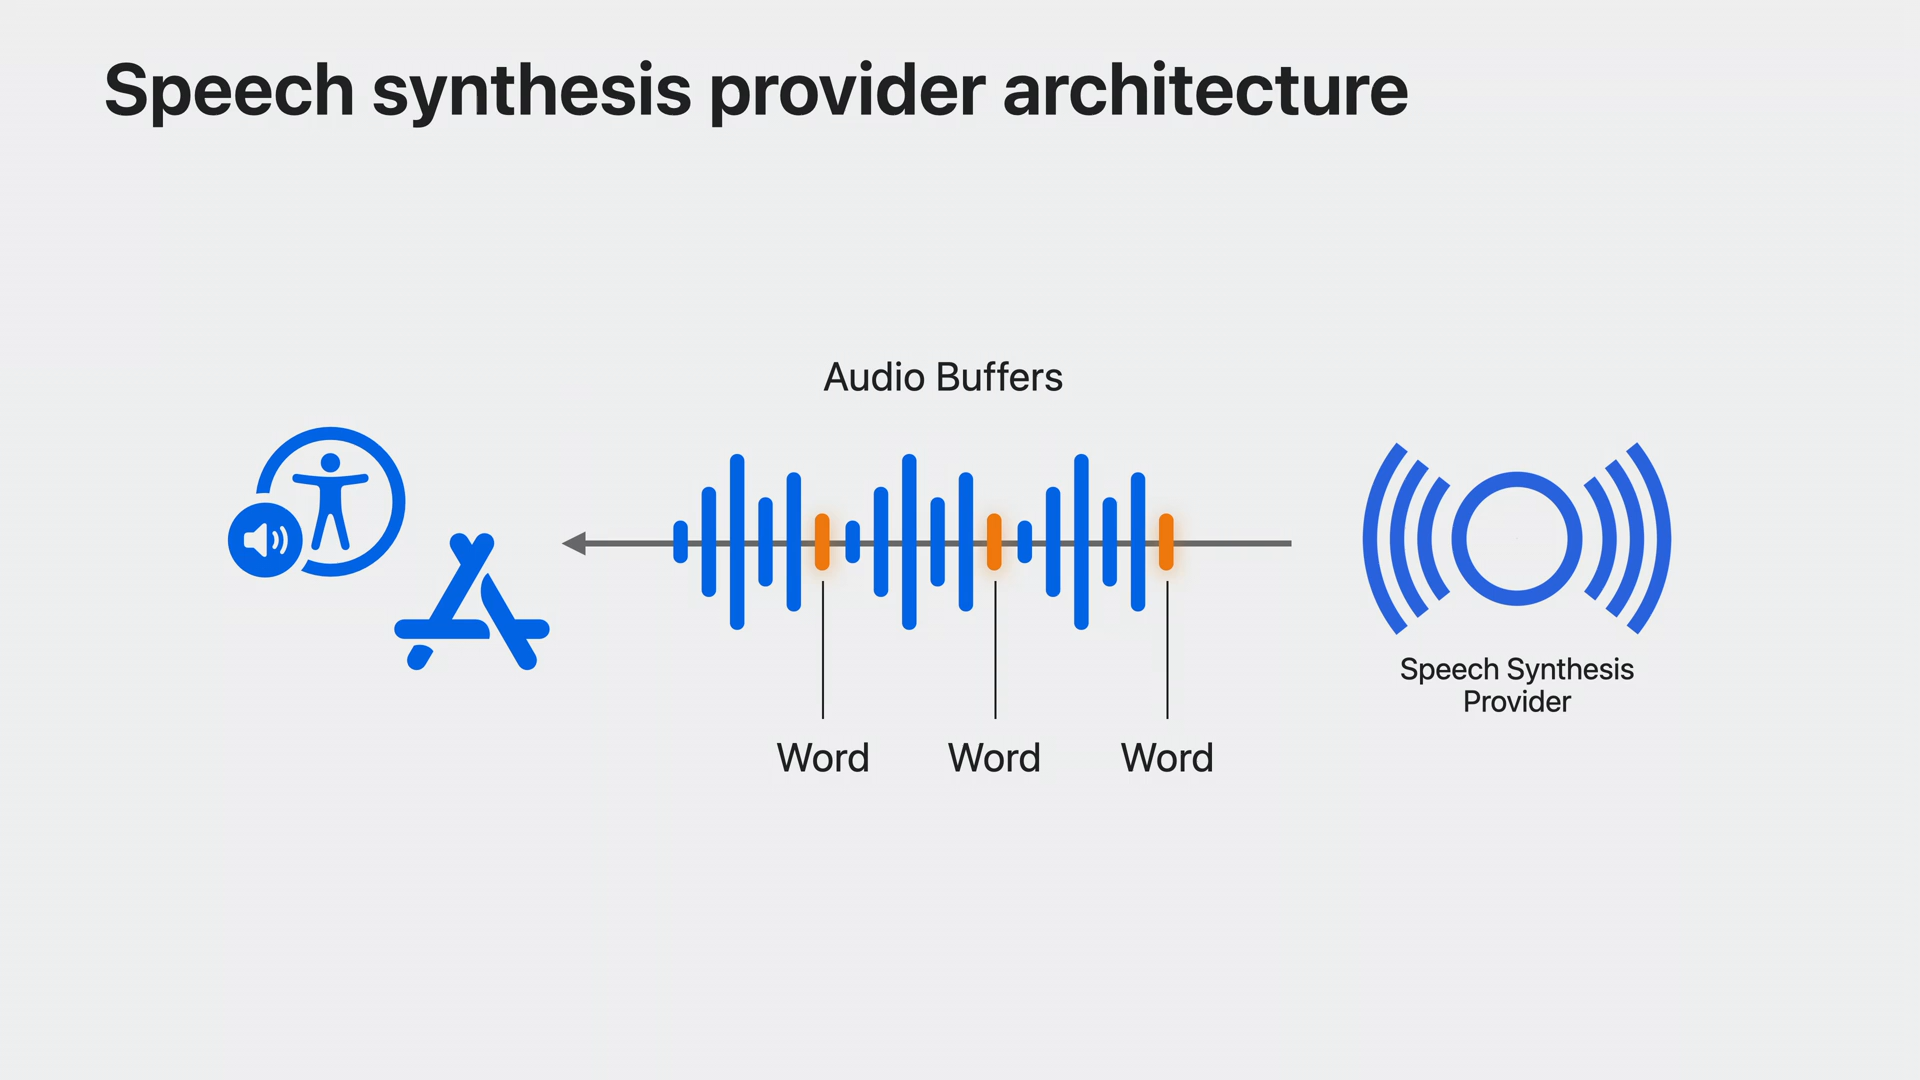 Speech synthesis provider architecture
Audio Buffers
Speech Synthesis
Provider
Word Word Word